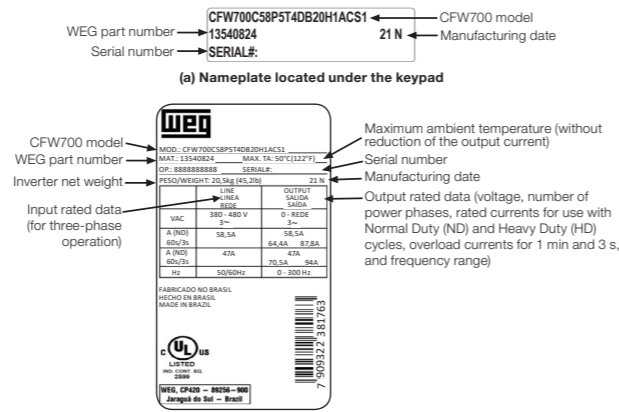 CFW700C58P5T4DB20H1ACS1
CFW700 model
WEG part number
13540824
21 N
Manufacturing date
Serial number
SERIAL#:
(a) Nameplate located under the keypad
weg
CFW700 model
MOD.: CFW700C58P5T4DB20H1ACS1
WEG part number
MAT.: 13540824
MAX. TA: 50°C(122°F)
Maximum ambient temperature (without
reduction of the output current)
OP.: 8888888888
SERIAL#:
Serial number
Inverter net weight
PESO/WEIGHT: 20,5kg (45,2lb)
21 N
Manufacturing date
Input rated data
(for three-phase
operation)
LINE
LINEA
REDE
OUTPUT
SALIDA
SAÍDA
Output rated data (voltage, number of
power phases, rated currents for use with
Normal Duty (ND) and Heavy Duty (HD)
cycles, overload currents for 1 min and 3 s,
and frequency range)
VAC
380 - 480 V
3~
0 - REDE
3~
A (ND)
60s/3s
58,5A
58,5A
64,4A 87,8A
A (ND)
60s/3s
47A
47A
70,5A 94A
Hz
50/60Hz
0 - 300 Hz
FABRICADO NO BRASIL
HECHO EN BRASIL
MADE IN BRAZIL
7 909322 381763
C UL US
LISTED
IND. CONT. EQ.
2S99
WEG, CP420 – 89256-900
Jaraguá do Sul – Brazil